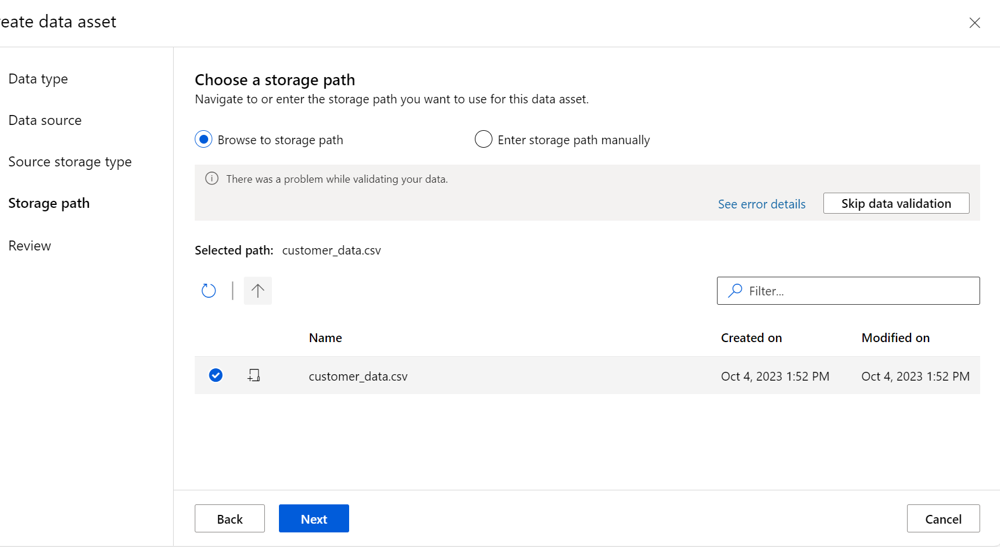 eate data asset
Data type
Data source
Source storage type
Storage path
Review
Choose a storage path
Navigate to or enter the storage path you want to use for this data asset.
Browse to storage path
Enter storage path manually
There was a problem while validating your data.
See error details
Skip data validation
Selected path: customer_data.csv
Filter...
Name Created on Modified on
customer_data.csv Oct 4, 2023 1:52 PM Oct 4, 2023 1:52 PM
Back
Next
Cancel